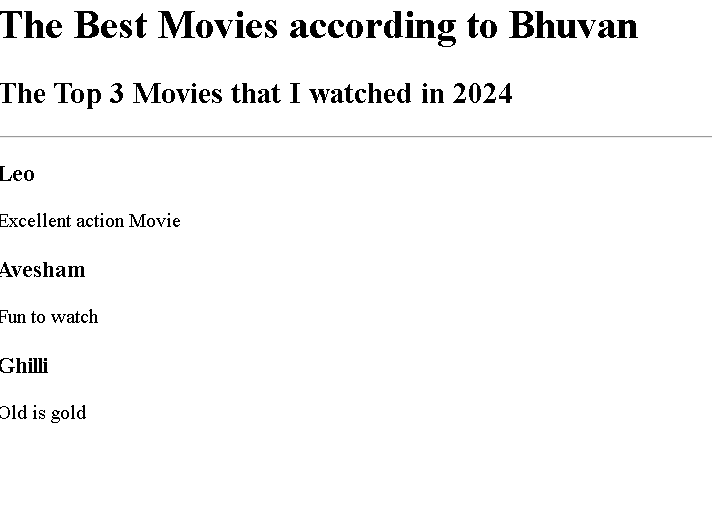 The Best Movies according to Bhuvan
The Top 3 Movies that I watched in 2024
Leo
Excellent action Movie
Avesham
Fun to watch
Ghilli
Old is gold